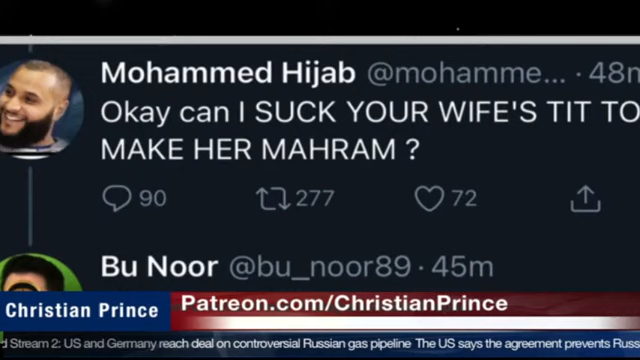 Mohammed Hijab @mohamme... · 48m
Okay can I SUCK YOUR WIFE'S TIT TO
MAKE HER MAHRAM ?
90 277 72
Bu Noor @bu_noor89 · 45m
Christian Prince
Patreon.com/ChristianPrince
Stream 2: US and Germany reach deal on controversial Russian gas pipeline The US says the agreement prevents Russ